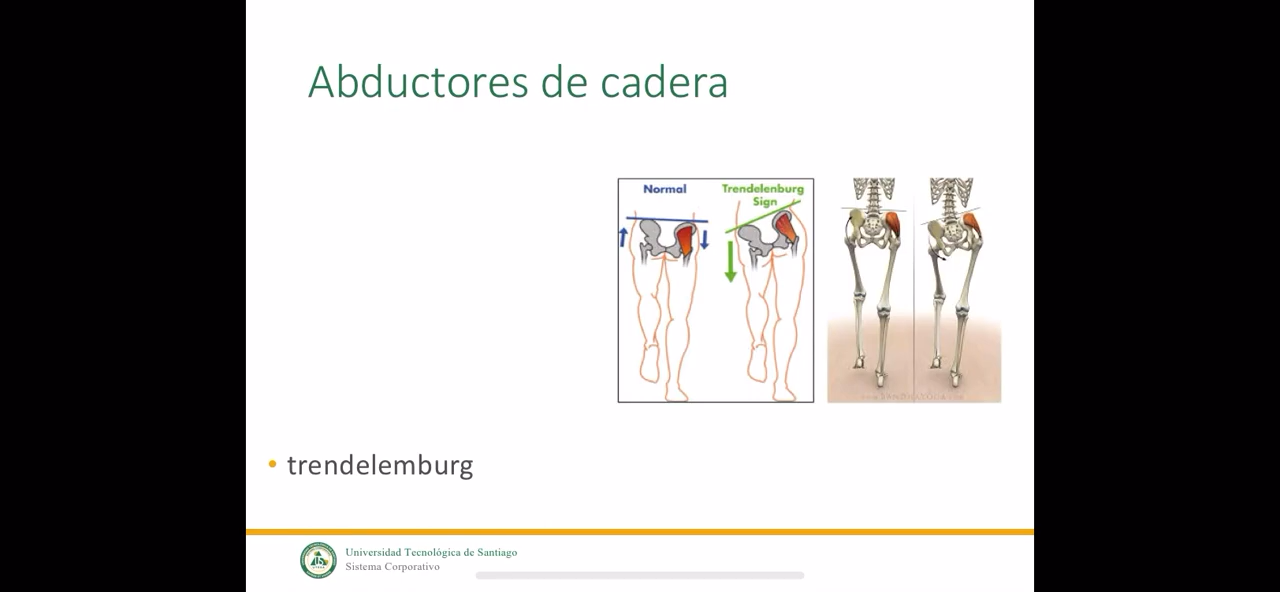 Abductores de cadera
Normal
Trendelenburg
Sign
• trendelemburg
Universidad Tecnológica de Santiago
Sistema Corporativo